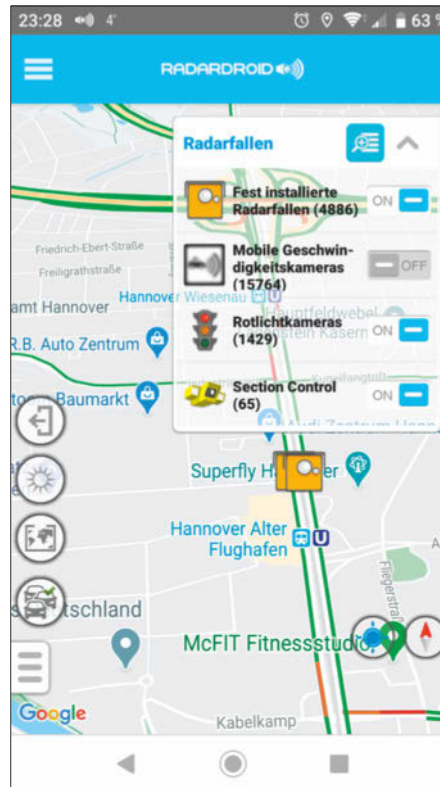 23:28 4° 63 %
RADARDROID
Radarfallen
Fest installierte
Radarfallen (4886)
ON
Friedrich-Ebert-Straße
Mobile Geschwin-
digkeitskameras
(15764)
OFF
Freiligrathstraße
amt Hannover
Hannover Wiesenau
U
Rotlichtkameras
(1429)
ON
R.B. Auto Zentrum
Section Control
(65)
ON
Baumarkt
Superfly
Hannover Alter
Flughafen
U
Fliegerstraße
tschland
McFIT Fitnessstudio
Google
Kabelkamp